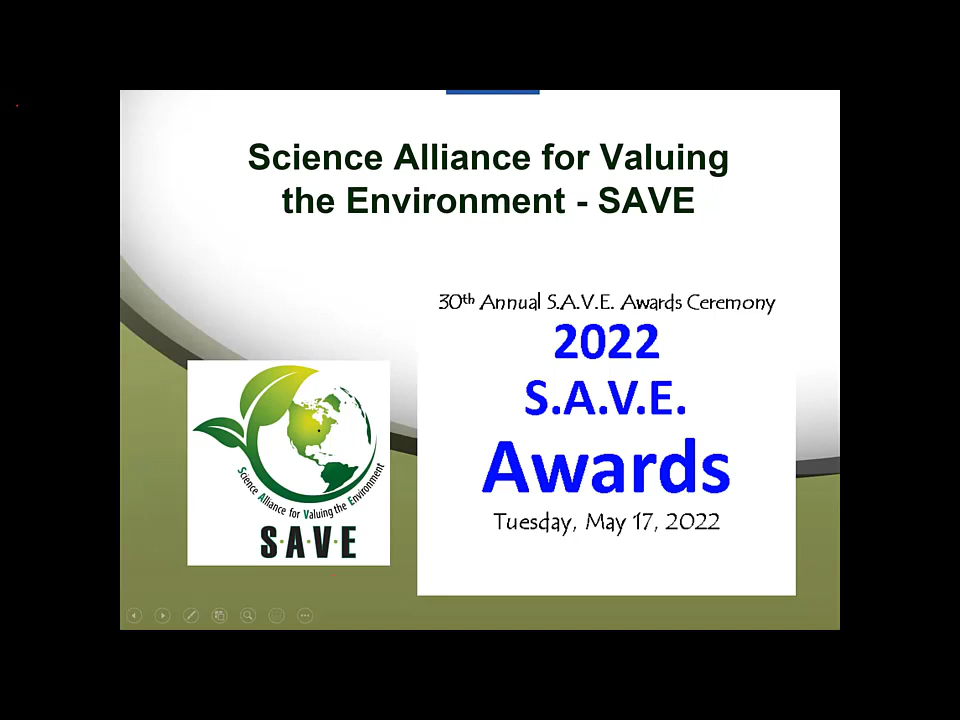 Science Alliance for Valuing
the Environment - SAVE
30th Annual S.A.V.E. Awards Ceremony
2022
S.A.V.E.
Awards
Tuesday, May 17, 2022
Science Alliance for Valuing the Environment
S·A·V·E